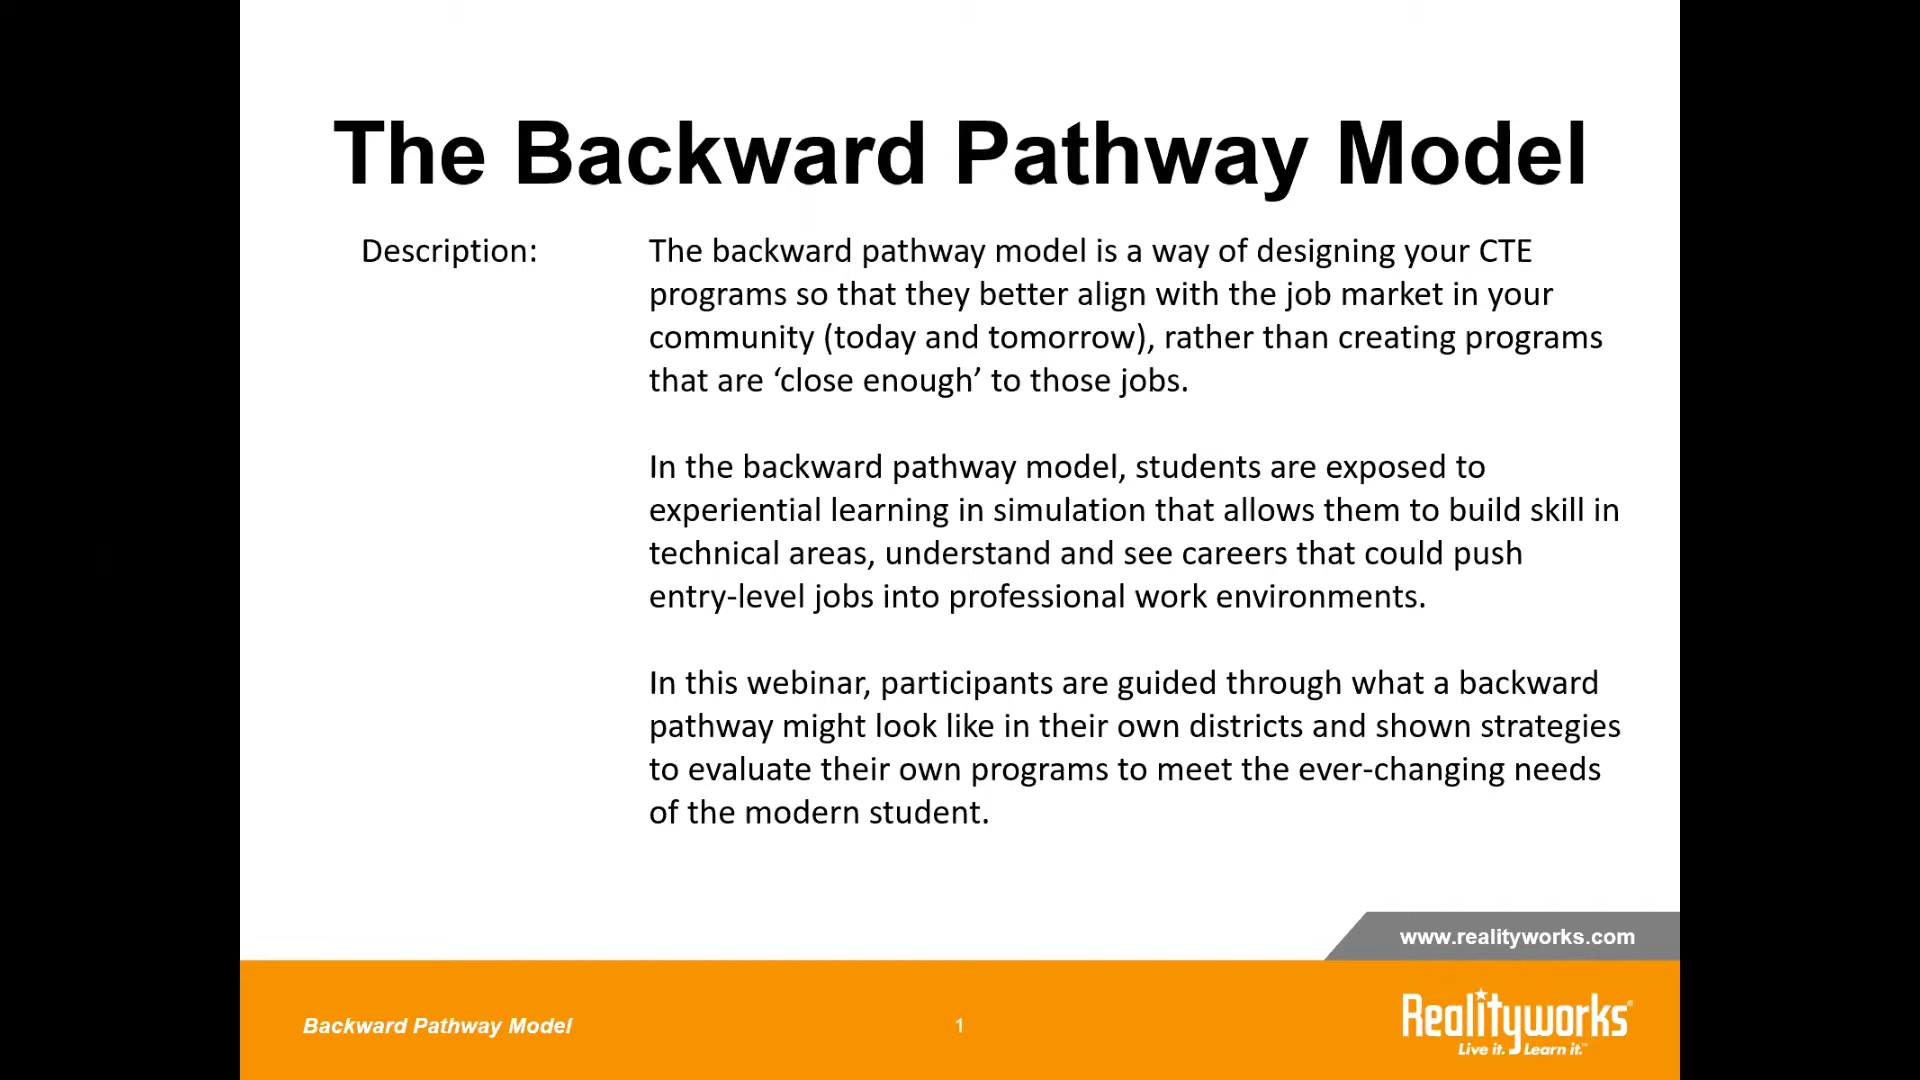 The Backward Pathway Model
Description:
The backward pathway model is a way of designing your CTE
programs so that they better align with the job market in your
community (today and tomorrow), rather than creating programs
that are ‘close enough’ to those jobs.
In the backward pathway model, students are exposed to
experiential learning in simulation that allows them to build skill in
technical areas, understand and see careers that could push
entry-level jobs into professional work environments.
In this webinar, participants are guided through what a backward
pathway might look like in their own districts and shown strategies
to evaluate their own programs to meet the ever-changing needs
of the modern student.
www.realityworks.com
Backward Pathway Model
1
Realityworks®
Live it. Learn it.™